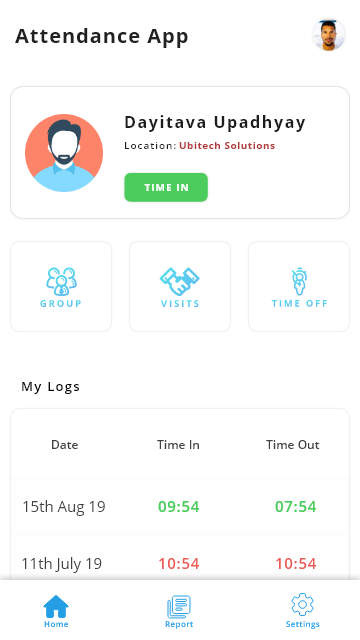 Attendance App
Dayitava Upadhyay
Location: Ubitech Solutions
TIME IN
GROUP VISITS TIME OFF
My Logs
Date Time In Time Out
15th Aug 19 09:54 07:54
11th July 19 10:54 10:54
Home Report Settings